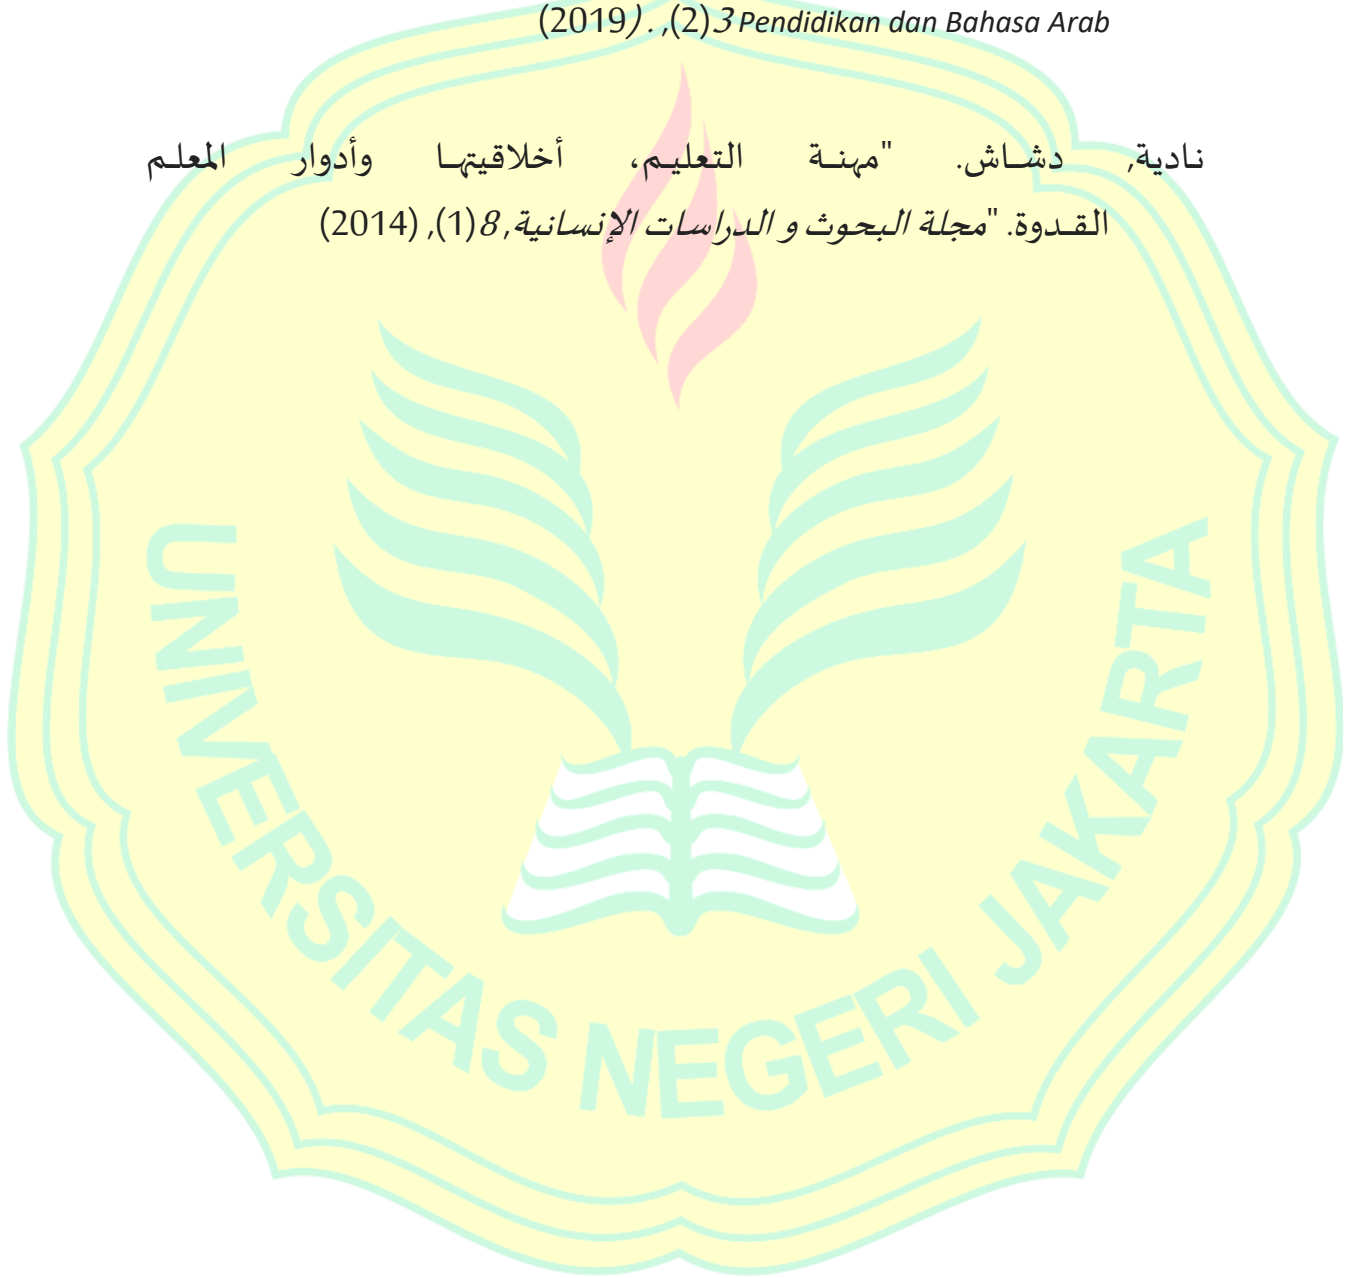 Pendidikan dan Bahasa Arab 3(2), . (2019)
نادية, دشاش. "مهنة التعليم، أخلاقيتها وأدوار المعلم
القدوة. "مجلة البحوث و الدراسات الإنسانية, 8(1), (2014)
UNIVERSITAS NEGERI JAKARTA